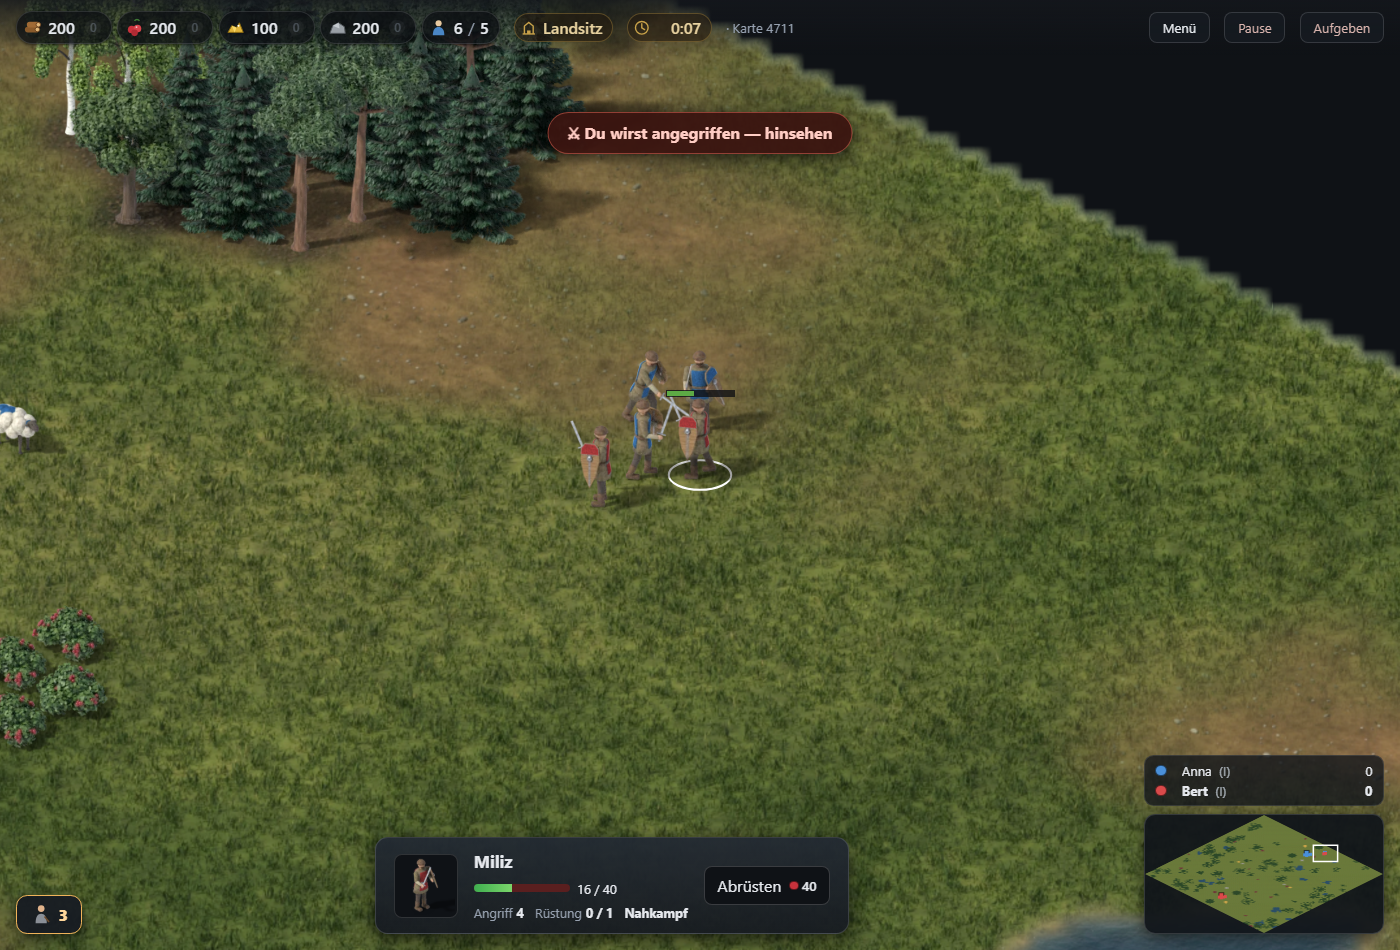 200 0 200 0 100 0 200 0 6 / 5 Landsitz 0:07 · Karte 4711 Menü Pause Aufgeben
⚔ Du wirst angegriffen — hinsehen
Anna (I) 0
Bert (I) 0
Miliz
16 / 40
Abrüsten 40
Angriff 4 Rüstung 0 / 1 Nahkampf
3